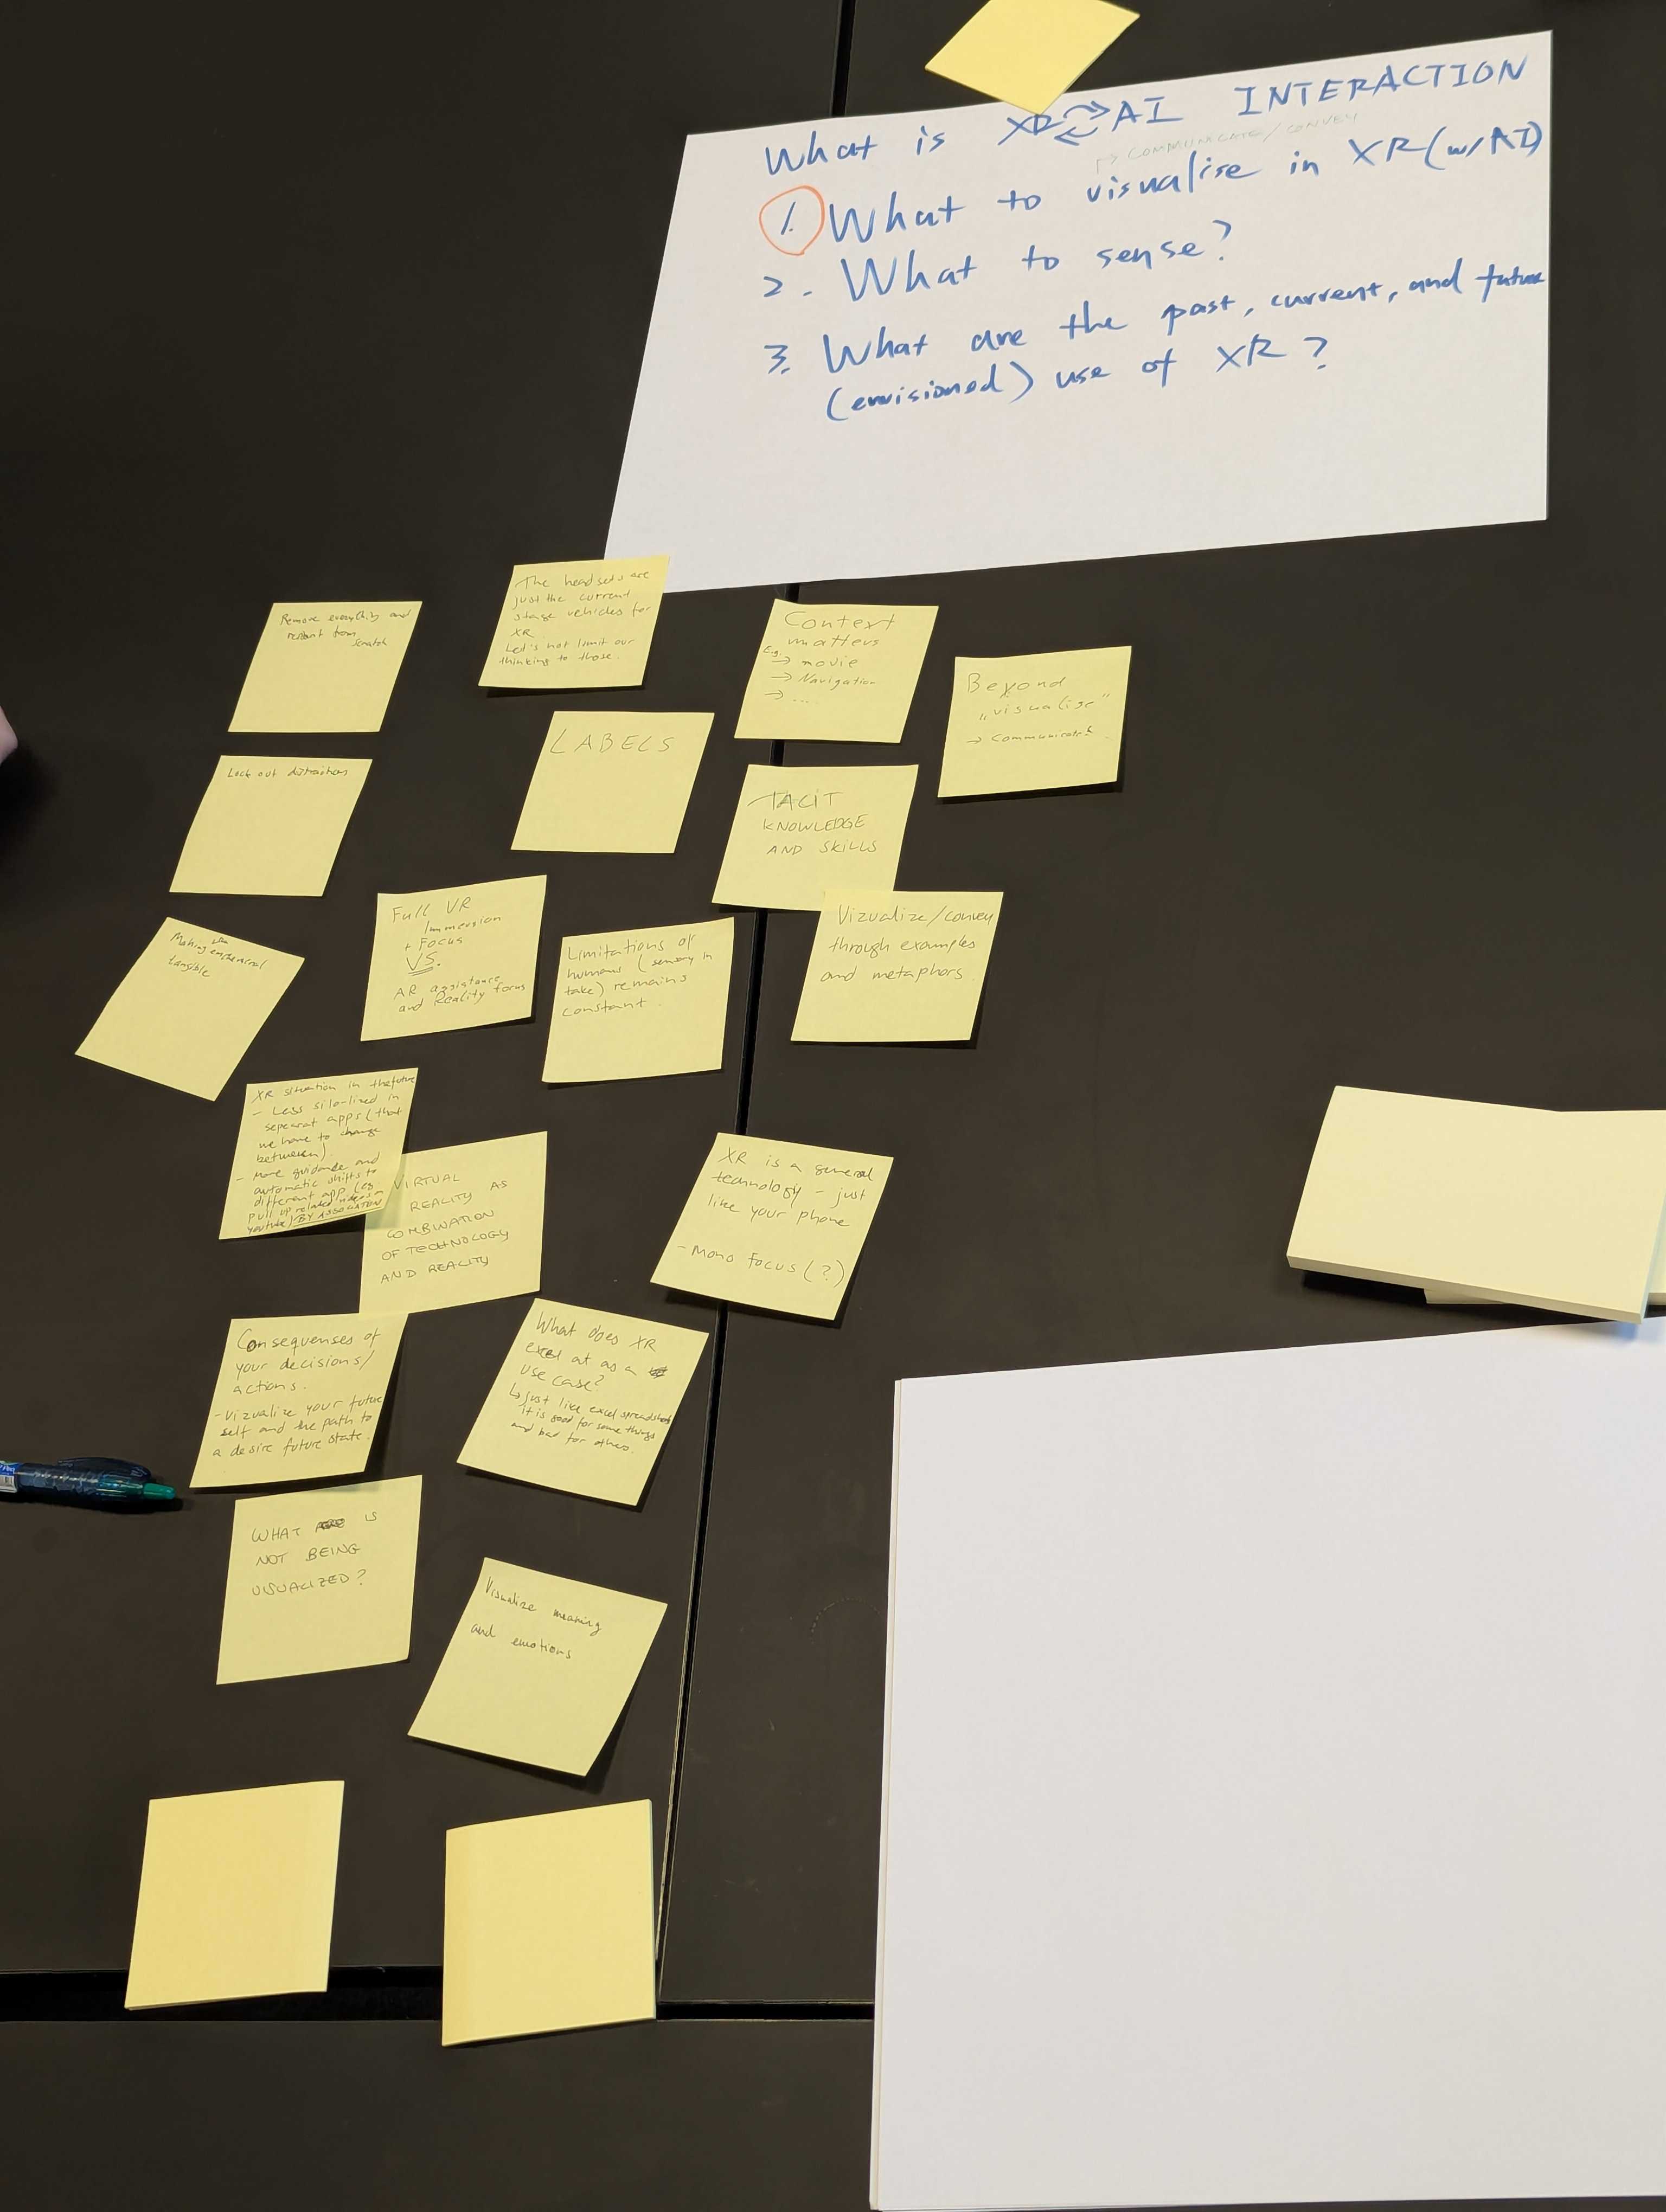 What is XR AI INTERACTION
→ COMMUNICATE/CONVEY
1. What to visualise in XR (w/AI)
2. What to sense?
3. What are the past, current, and future
(envisioned) use of XR?
Remove everything and
restart from
scratch
The headsets are
just the current
stage vehicles for
XR.
Let's not limit our
thinking to those.
Context
matters
E.g.
→ movie
→ Navigation
→ ....
Beyond
„visualise"
→ Communicate!
Lock out distractions
LABELS
TACIT
KNOWLEDGE
AND SKILLS
Making
tangible
Full VR
Immersion
+ Focus
VS.
AR assistance
and Reality focus
Limitations of
humans (sensory in
take) remains
constant.
Vizualize/convey
through examples
and metaphors.
XR situation in the future
- Less silo-lized in
seperat apps (that
we have to change
between).
- More guidance and
automatic shifts to
different app (eg
pull up related videos on
youtube) BY ASSOCIATION
VIRTUAL
REALITY AS
COMBINATION
OF TECHNOLOGY
AND REALITY
XR is a general
technology - just
like your phone
- Mono focus (?)
Consequenses of
your decisions/
actions.
- Vizualize your future
self and the path to
a desire future state.
What does XR
excel at as a
use case?
↳ just like excel spreadsheet
it is good for some things
and bad for others.
WHAT IS
NOT BEING
VISUALIZED?
Visualize meaning
and emotions